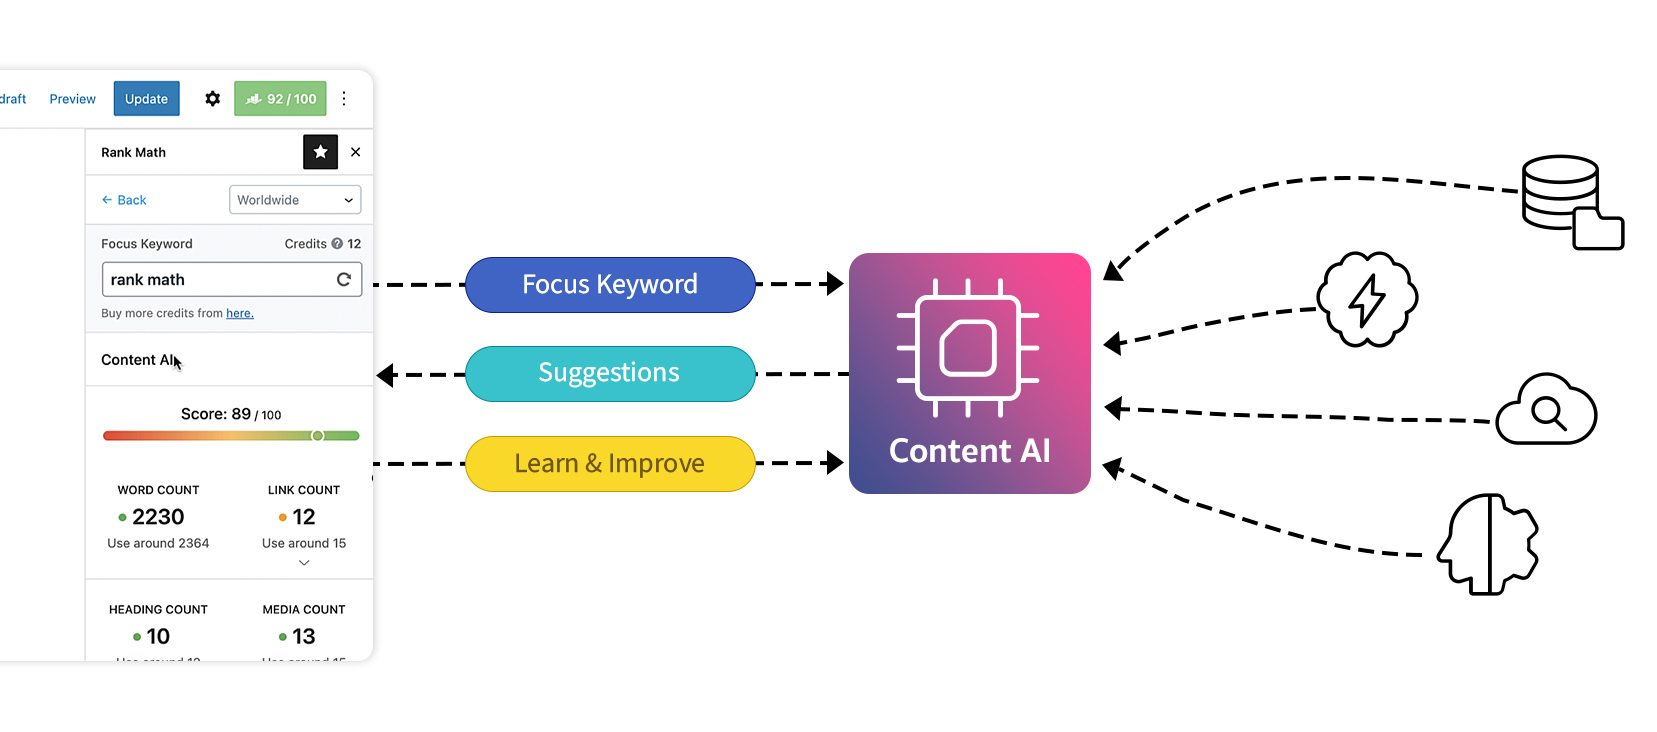 draft Preview Update 92 / 100
Rank Math
← Back Worldwide
Focus Keyword Credits ? 12
rank math
Buy more credits from here.
Content AI
Score: 89 / 100
WORD COUNT LINK COUNT
2230 12
Use around 2364 Use around 15
HEADING COUNT MEDIA COUNT
10 13
Focus Keyword
Suggestions
Learn & Improve
Content AI